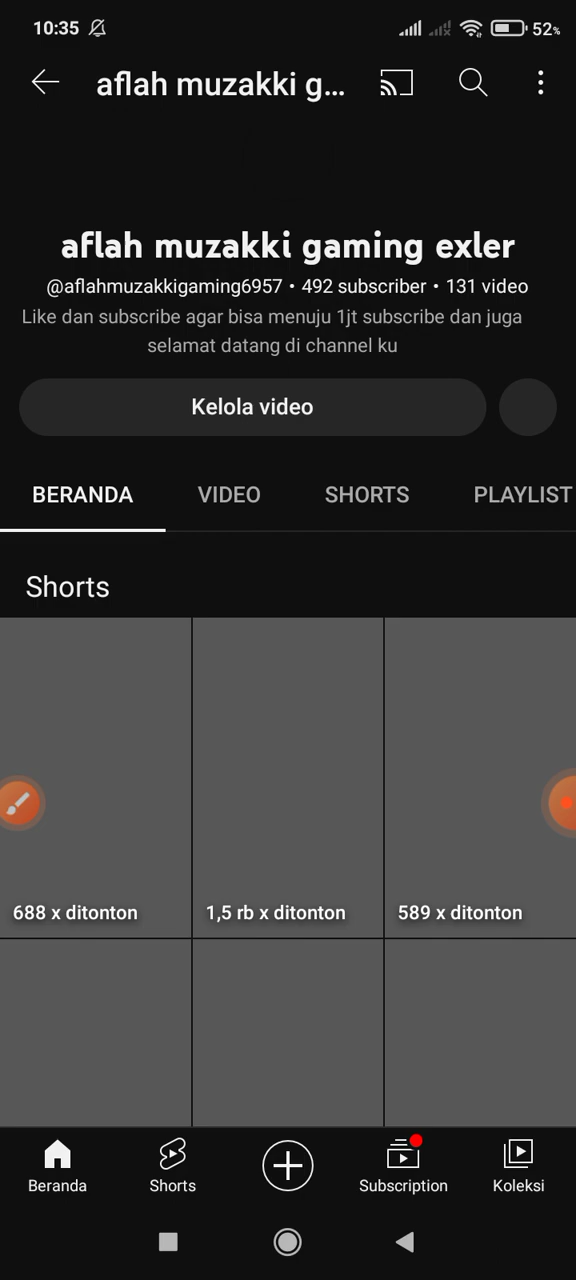 10:35 52%
aflah muzakki g...
aflah muzakki gaming exler
@aflahmuzakkigaming6957 • 492 subscriber • 131 video
Like dan subscribe agar bisa menuju 1jt subscribe dan juga
selamat datang di channel ku
Kelola video
BERANDA VIDEO SHORTS PLAYLIST
Shorts
688 x ditonton 1,5 rb x ditonton 589 x ditonton
Beranda Shorts Subscription Koleksi